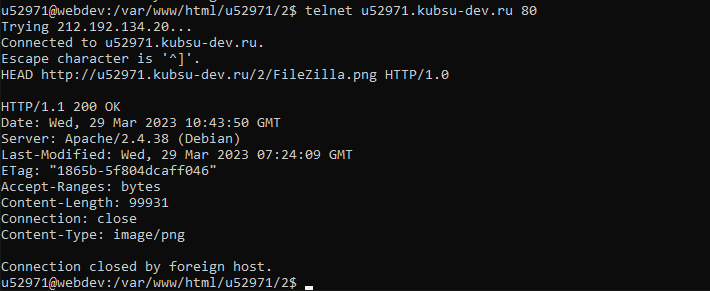 u52971@webdev:/var/www/html/u52971/2$ telnet u52971.kubsu-dev.ru 80
Trying 212.192.134.20...
Connected to u52971.kubsu-dev.ru.
Escape character is '^]'.
HEAD http://u52971.kubsu-dev.ru/2/FileZilla.png HTTP/1.0

HTTP/1.1 200 OK
Date: Wed, 29 Mar 2023 10:43:50 GMT
Server: Apache/2.4.38 (Debian)
Last-Modified: Wed, 29 Mar 2023 07:24:09 GMT
ETag: "1865b-5f804dcaff046"
Accept-Ranges: bytes
Content-Length: 99931
Connection: close
Content-Type: image/png

Connection closed by foreign host.
u52971@webdev:/var/www/html/u52971/2$